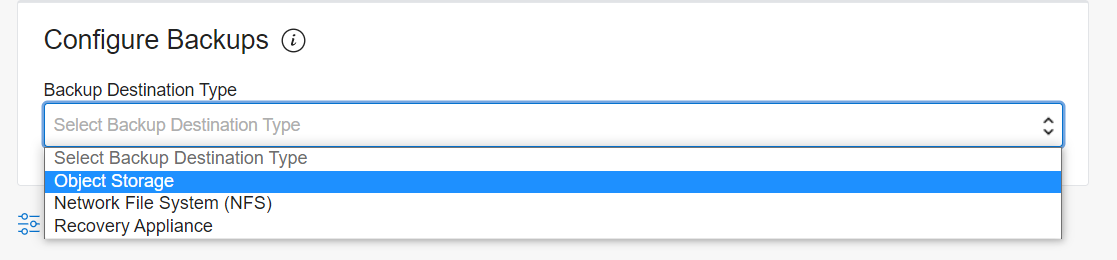 Configure Backups
Backup Destination Type
Select Backup Destination Type
Select Backup Destination Type
Object Storage
Network File System (NFS)
Recovery Appliance